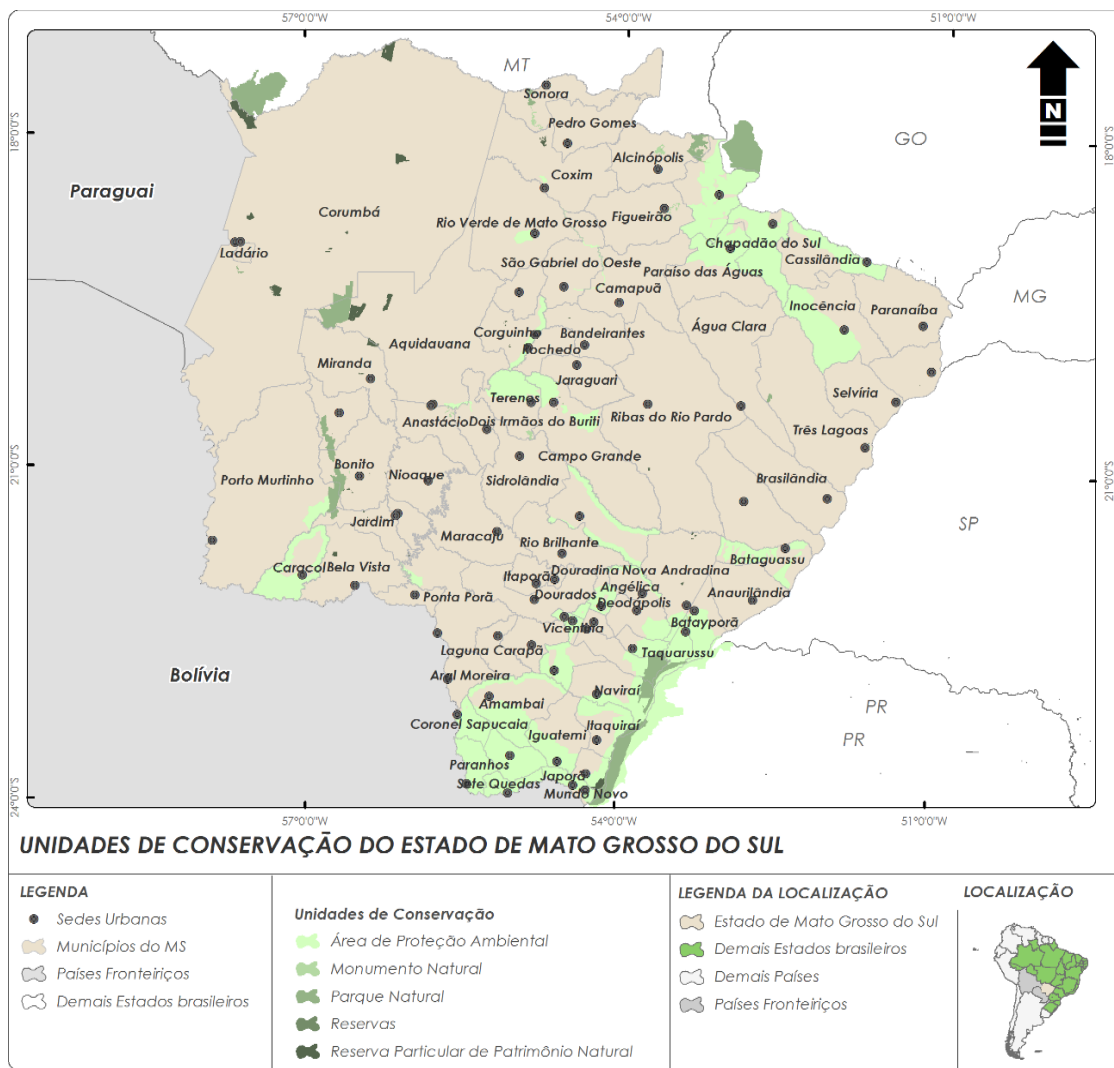 57°0'0"W 54°0'0"W 51°0'0"W
MT
Sonora
18°0'0"S
Pedro Gomes
18°0'0"S
GO
Alcinópolis
Paraguai
Coxim
Corumbá
Figueirão
Rio Verde de Mato Grosso
Chapadão do Sul
Ladário
Cassilândia
São Gabriel do Oeste
Paraíso das Águas
Camapuã
MG
Inocência
Paranaíba
Água Clara
Corguinho
Bandeirantes
Aquidauana
Rochedo
Miranda
Jaraguari
Selvíria
Terenos
Ribas do Rio Pardo
Anastácio
Dois Irmãos do Buriti
Três Lagoas
Campo Grande
21°0'0"S
Bonito
Nioaque
Porto Murtinho
Sidrolândia
Brasilândia
21°0'0"S
Jardim
SP
Maracaju
Rio Brilhante
Bataguassu
Caracol
Bela Vista
Douradina
Nova Andradina
Itaporã
Angélica
Ponta Porã
Dourados
Deodápolis
Anaurilândia
Vicentina
Batayporã
Laguna Carapã
Taquarussu
Bolívia
Aral Moreira
Naviraí
Amambai
PR
Coronel Sapucaia
Itaquiraí
Iguatemi
PR
Paranhos
Japorã
Sete Quedas
Mundo Novo
24°0'0"S
24°0'0"S
57°0'0"W 54°0'0"W 51°0'0"W
N
UNIDADES DE CONSERVAÇÃO DO ESTADO DE MATO GROSSO DO SUL
LEGENDA
Sedes Urbanas
Municípios do MS
Países Fronteiriços
Demais Estados brasileiros
Unidades de Conservação
Área de Proteção Ambiental
Monumento Natural
Parque Natural
Reservas
Reserva Particular de Patrimônio Natural
LEGENDA DA LOCALIZAÇÃO
Estado de Mato Grosso do Sul
Demais Estados brasileiros
Demais Países
Países Fronteiriços
LOCALIZAÇÃO